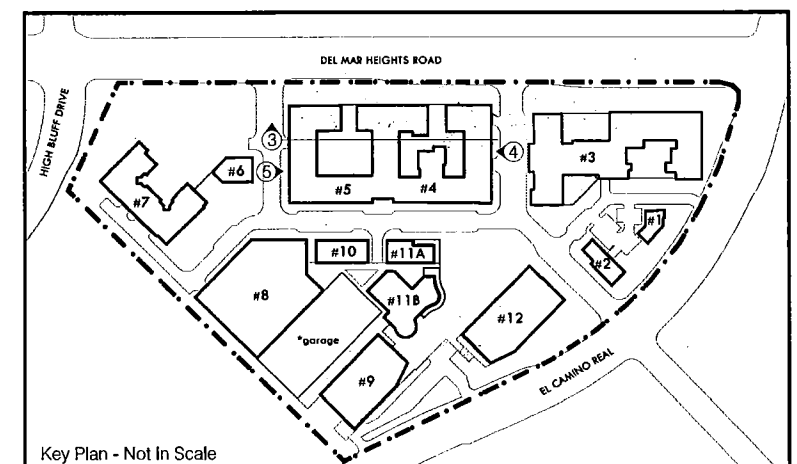 DEL MAR HEIGHTS ROAD
HIGH BLUFF DRIVE
3
4
5
#3
#6
#7
#5
#4
#1
#2
#10
#11A
#8
#11B
#12
*garage
#9
EL CAMINO REAL
Key Plan - Not In Scale